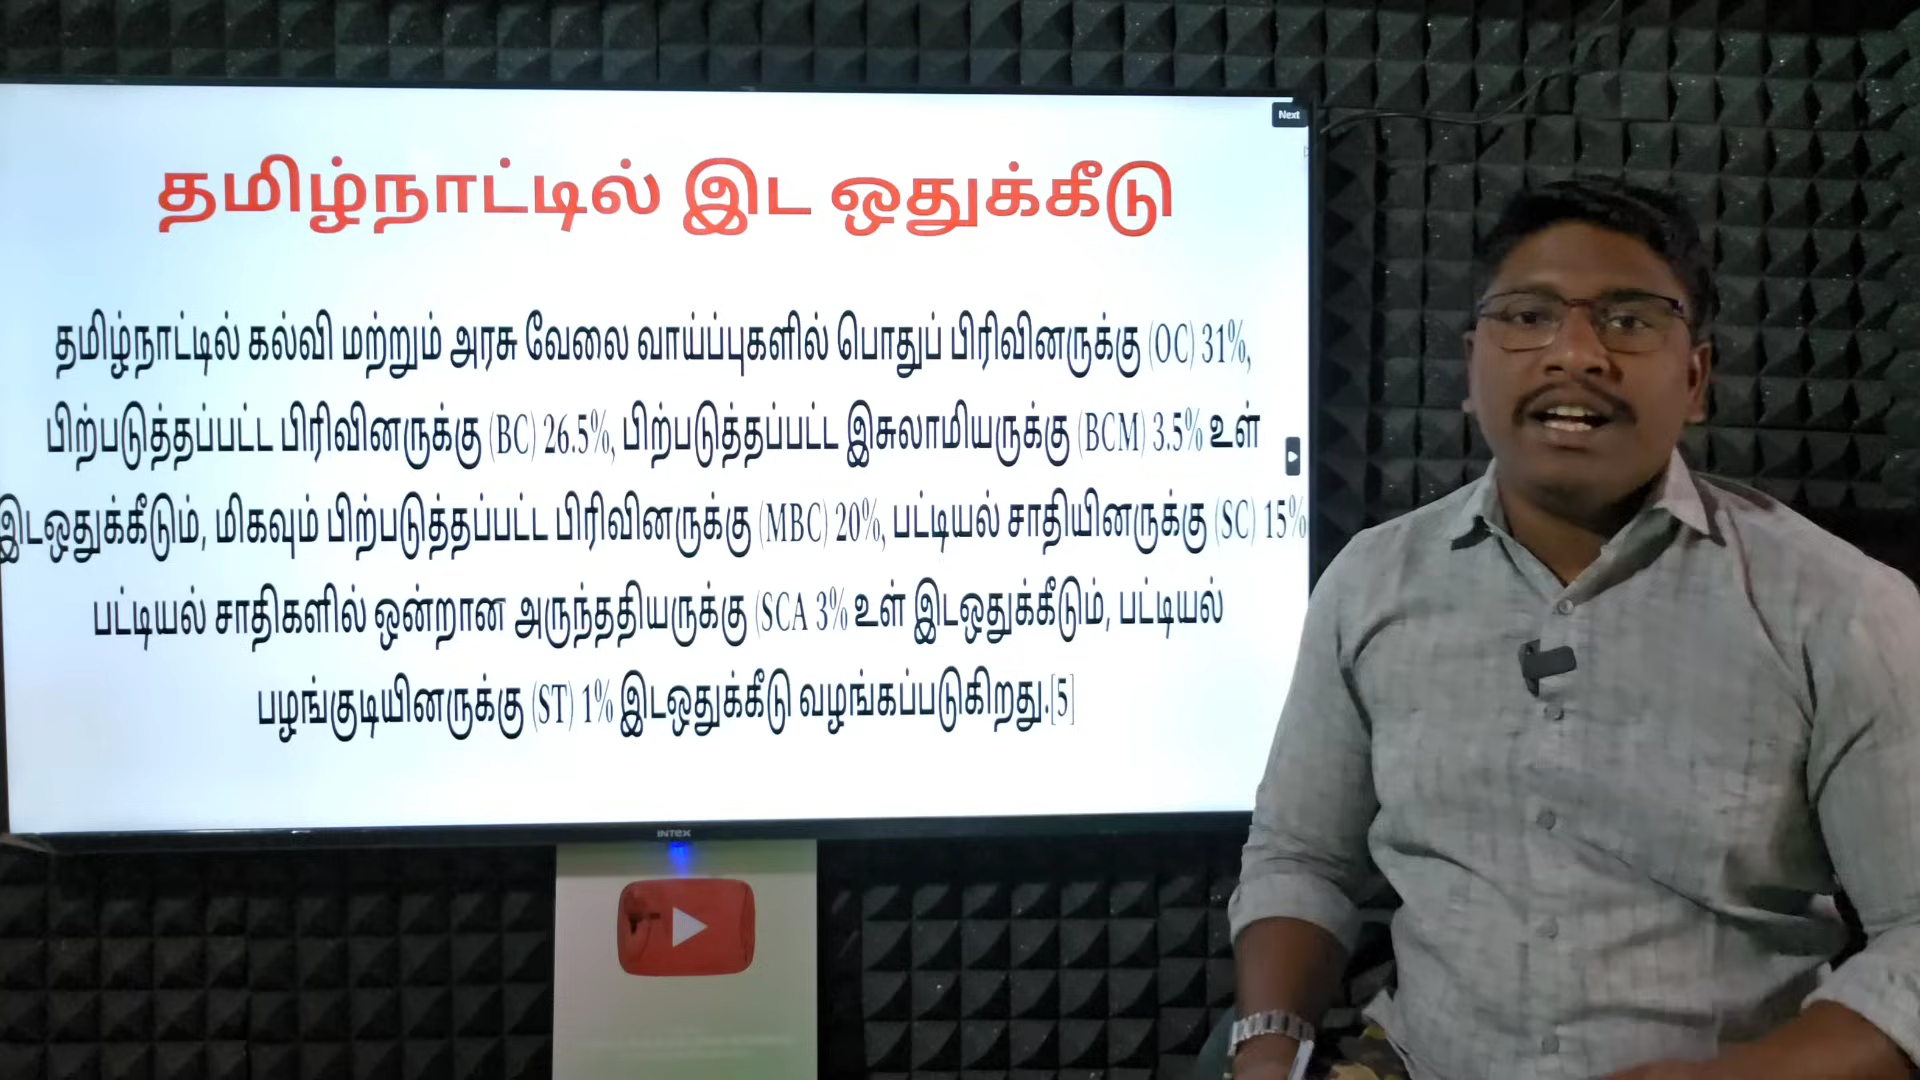 Next
தமிழ்நாட்டில் இட ஒதுக்கீடு
தமிழ்நாட்டில் கல்வி மற்றும் அரசு வேலை வாய்ப்புகளில் பொதுப் பிரிவினருக்கு (OC) 31%,
பிற்படுத்தப்பட்ட பிரிவினருக்கு (BC) 26.5%, பிற்படுத்தப்பட்ட இசுலாமியருக்கு (BCM) 3.5% உள்
இடஒதுக்கீடும், மிகவும் பிற்படுத்தப்பட்ட பிரிவினருக்கு (MBC) 20%, பட்டியல் சாதியினருக்கு (SC) 15%
பட்டியல் சாதிகளில் ஒன்றான அருந்ததியருக்கு (SCA 3% உள் இடஒதுக்கீடும், பட்டியல்
பழங்குடியினருக்கு (ST) 1% இடஒதுக்கீடு வழங்கப்படுகிறது.[5]
INTEX